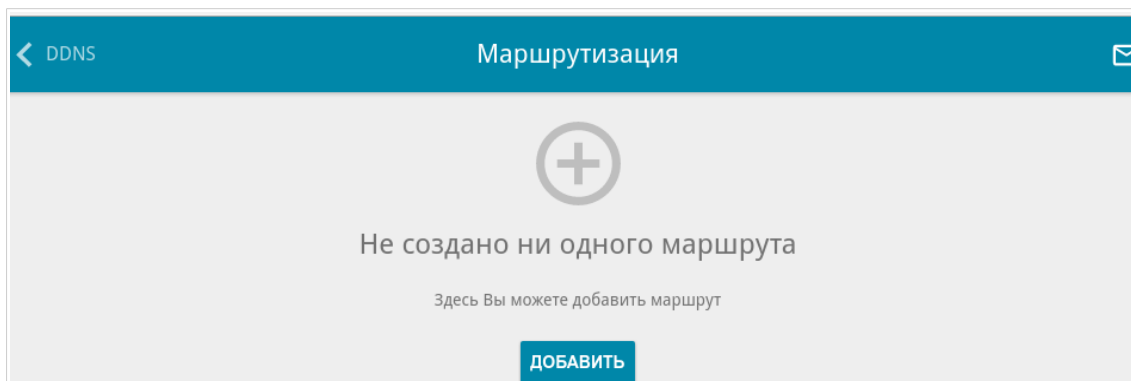 DDNS
Маршрутизация
Не создано ни одного маршрута
Здесь Вы можете добавить маршрут
ДОБАВИТЬ